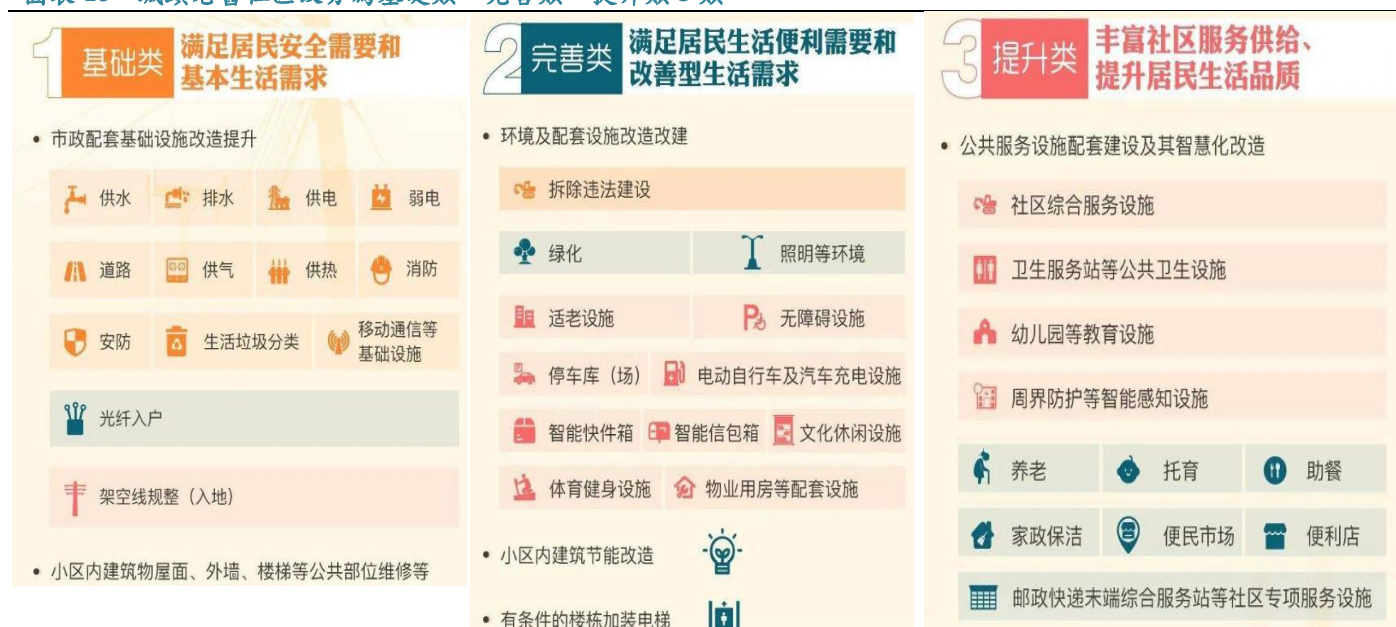 1 基础类 满足居民安全需要和
基本生活需求
• 市政配套基础设施改造提升
供水 排水 供电 弱电
道路 供气 供热 消防
安防 生活垃圾分类 移动通信等
基础设施
光纤入户
架空线规整（入地）
• 小区内建筑物屋面、外墙、楼梯等公共部位维修等
2 完善类 满足居民生活便利需要和
改善型生活需求
• 环境及配套设施改造改建
拆除违法建设
绿化 照明等环境
适老设施 无障碍设施
停车库（场） 电动自行车及汽车充电设施
智能快件箱 智能信包箱 文化休闲设施
体育健身设施 物业用房等配套设施
• 小区内建筑节能改造
• 有条件的楼栋加装电梯
3 提升类 丰富社区服务供给、
提升居民生活品质
• 公共服务设施配套建设及其智慧化改造
社区综合服务设施
卫生服务站等公共卫生设施
幼儿园等教育设施
周界防护等智能感知设施
养老 托育 助餐
家政保洁 便民市场 便利店
邮政快递末端综合服务站等社区专项服务设施